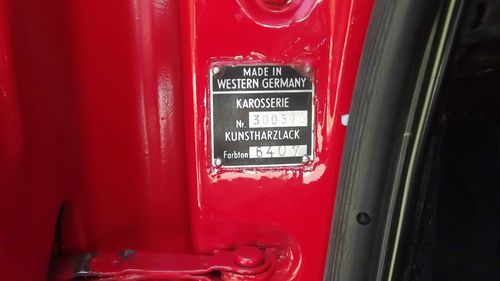 MADE IN
WESTERN GERMANY
KAROSSERIE
Nr.
KUNSTHARZLACK
Farbton